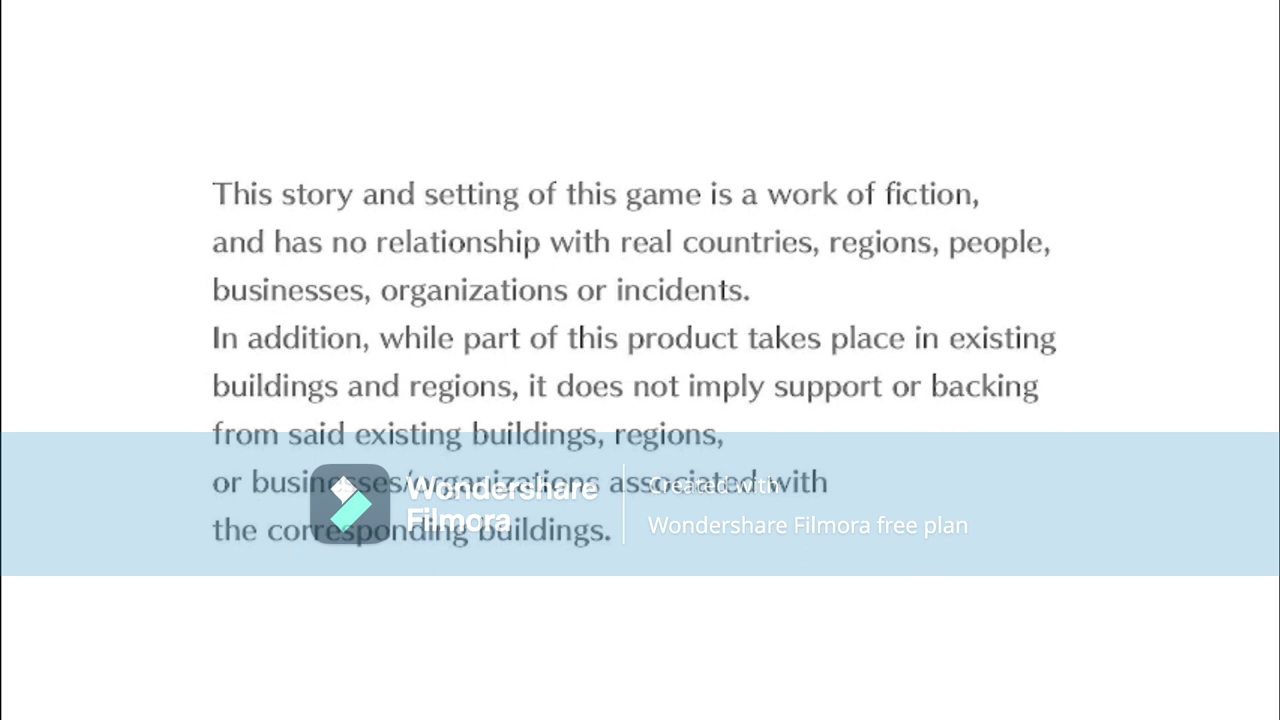 This story and setting of this game is a work of fiction,
and has no relationship with real countries, regions, people,
businesses, organizations or incidents.
In addition, while part of this product takes place in existing
buildings and regions, it does not imply support or backing
from said existing buildings, regions,
or businesses/organizations associated with
the corresponding buildings.
Wondershare
Filmora
Created with
Wondershare Filmora free plan